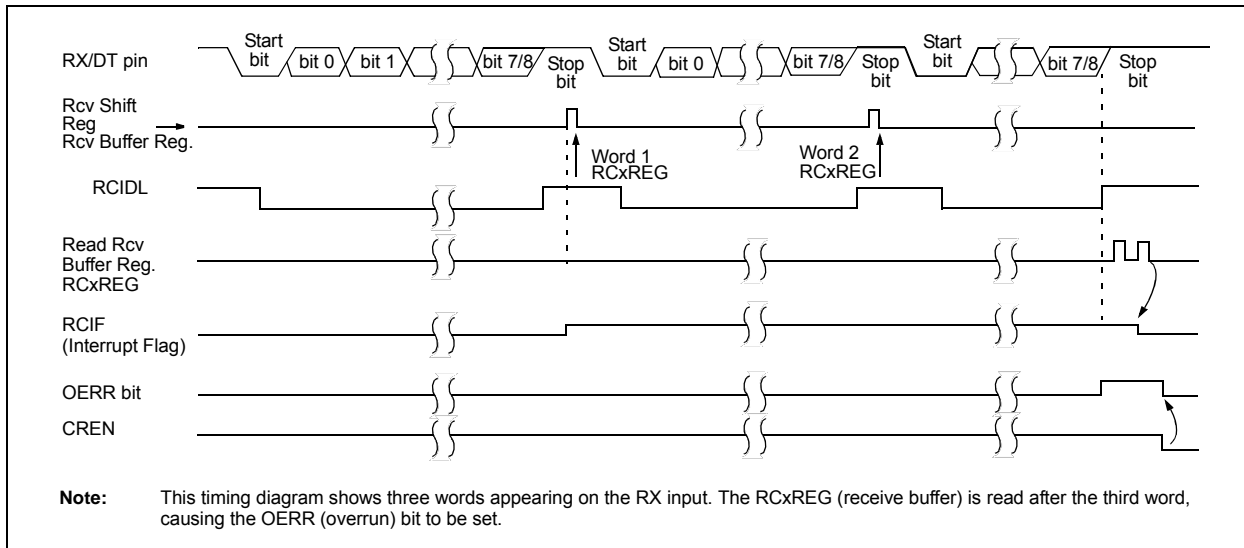 RX/DT pin
Start
bit
bit 0
bit 1
bit 7/8
Stop
bit
Start
bit
bit 0
bit 7/8
Stop
bit
Start
bit
bit 7/8
Stop
bit
Rcv Shift
Reg
Rcv Buffer Reg.
Word 1
RCxREG
Word 2
RCxREG
RCIDL
Read Rcv
Buffer Reg.
RCxREG
RCIF
(Interrupt Flag)
OERR bit
CREN
Note: This timing diagram shows three words appearing on the RX input. The RCxREG (receive buffer) is read after the third word,
causing the OERR (overrun) bit to be set.